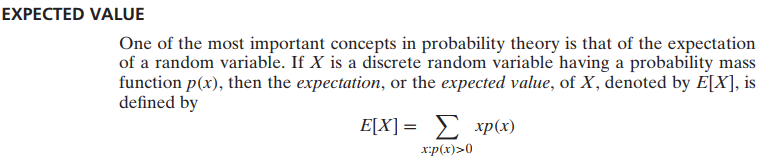 EXPECTED VALUE
One of the most important concepts in probability theory is that of the expectation
of a random variable. If X is a discrete random variable having a probability mass
function p(x), then the expectation, or the expected value, of X, denoted by E[X], is
defined by
E[X] = ∑ xp(x)
x:p(x)>0